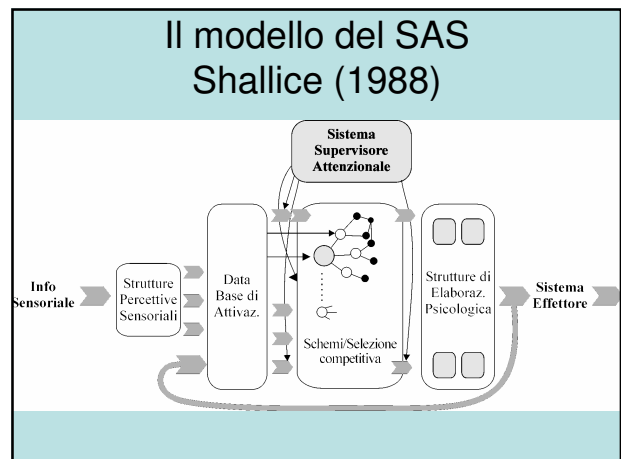 Il modello del SAS
Shallice (1988)
Sistema
Supervisore
Attenzionale
Info
Sensoriale
Strutture
Percettive
Sensoriali
Data
Base di
Attivaz.
Schemi/Selezione
competitiva
Strutture di
Elaboraz.
Psicologica
Sistema
Effettore